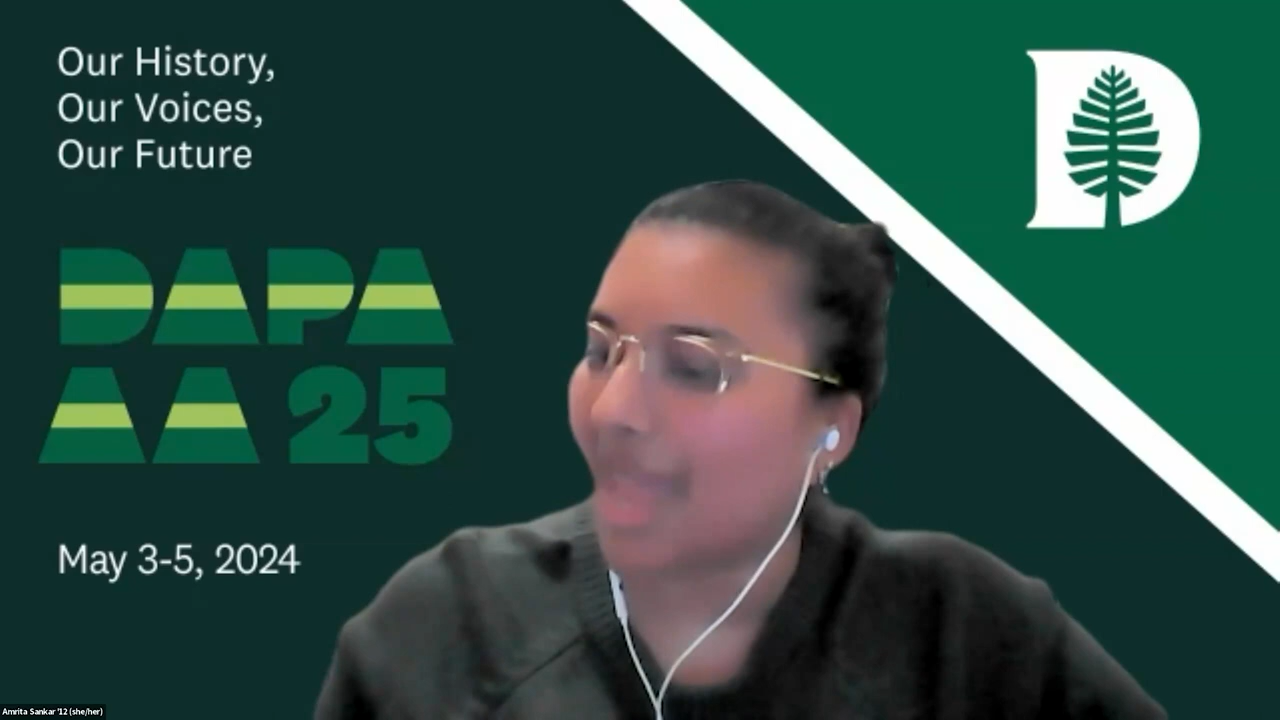 Our History,
Our Voices,
Our Future
DAPA
AA 25
May 3-5, 2024
D
Amrita Sankar '12 (she/her)